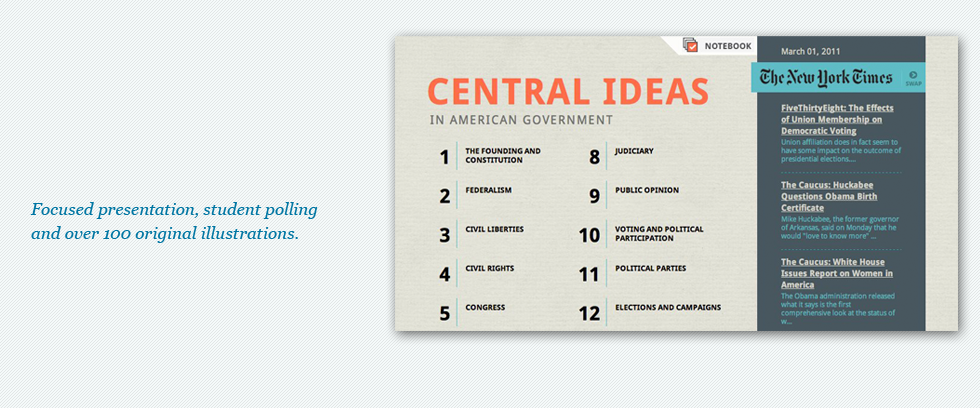 Focused presentation, student polling
and over 100 original illustrations.
NOTEBOOK
CENTRAL IDEAS
IN AMERICAN GOVERNMENT
1 THE FOUNDING AND
CONSTITUTION
2 FEDERALISM
3 CIVIL LIBERTIES
4 CIVIL RIGHTS
5 CONGRESS
8 JUDICIARY
9 PUBLIC OPINION
10 VOTING AND POLITICAL
PARTICIPATION
11 POLITICAL PARTIES
12 ELECTIONS AND CAMPAIGNS
March 01, 2011
The New York Times
SWAP
FiveThirtyEight: The Effects
of Union Membership on
Democratic Voting
Union affiliation does in fact seem to
have some impact on the outcome of
presidential elections....
The Caucus: Huckabee
Questions Obama Birth
Certificate
Mike Huckabee, the former governor
of Arkansas, said on Monday that he
would "love to know more" ...
The Caucus: White House
Issues Report on Women in
America
The Obama administration released
what it says is the first
comprehensive look at the status of
w...